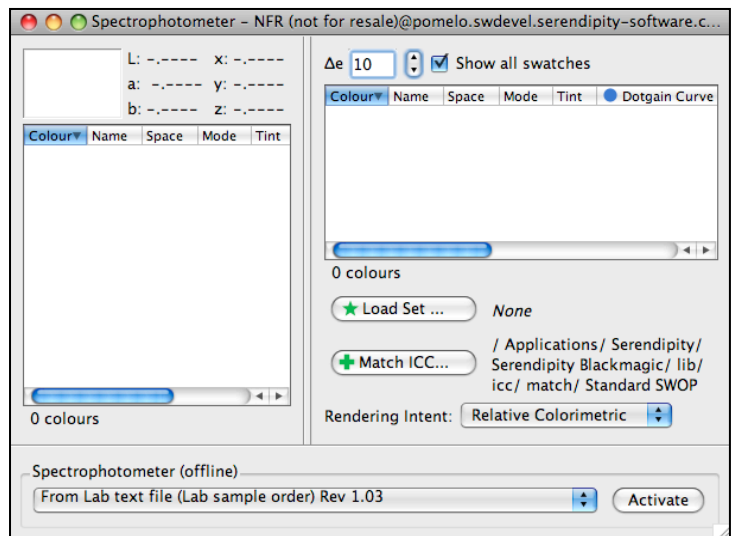 Spectrophotometer – NFR (not for resale)@pomelo.swdevel.serendipity-software.c...
L: -.---- x: -.----
a: -.---- y: -.----
b: -.---- z: -.----
Colour Name Space Mode Tint
0 colours
Δe 10 Show all swatches
Colour Name Space Mode Tint Dotgain Curve
0 colours
Load Set ... None
Match ICC... / Applications/ Serendipity/
Serendipity Blackmagic/ lib/
icc/ match/ Standard SWOP
Rendering Intent: Relative Colorimetric
Spectrophotometer (offline)
From Lab text file (Lab sample order) Rev 1.03 Activate